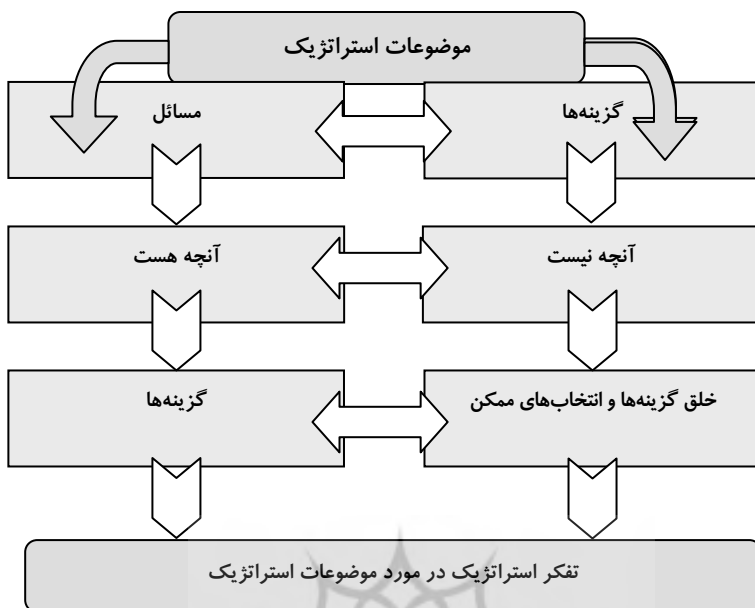 موضوعات استراتژیک
گزینه‌ها
مسائل
آنچه نیست
آنچه هست
خلق گزینه‌ها و انتخاب‌های ممکن
گزینه‌ها
تفکر استراتژیک در مورد موضوعات استراتژیک